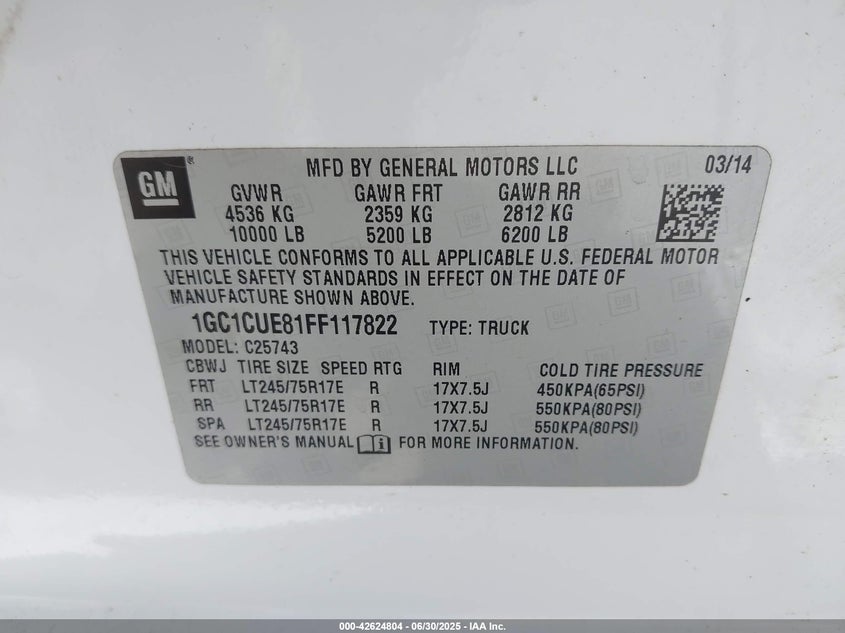 GM
MFD BY GENERAL MOTORS LLC 03/14
GVWR GAWR FRT GAWR RR
4536 KG 2359 KG 2812 KG
10000 LB 5200 LB 6200 LB
THIS VEHICLE CONFORMS TO ALL APPLICABLE U.S. FEDERAL MOTOR
VEHICLE SAFETY STANDARDS IN EFFECT ON THE DATE OF
MANUFACTURE SHOWN ABOVE.
1GC1CUE81FF117822 TYPE: TRUCK
MODEL: C25743
CBWJ TIRE SIZE SPEED RTG RIM COLD TIRE PRESSURE
FRT LT245/75R17E R 17X7.5J 450KPA(65PSI)
RR LT245/75R17E R 17X7.5J 550KPA(80PSI)
SPA LT245/75R17E R 17X7.5J 550KPA(80PSI)
SEE OWNER'S MANUAL i FOR MORE INFORMATION.
000-42624804 - 06/30/2025 - IAA Inc.